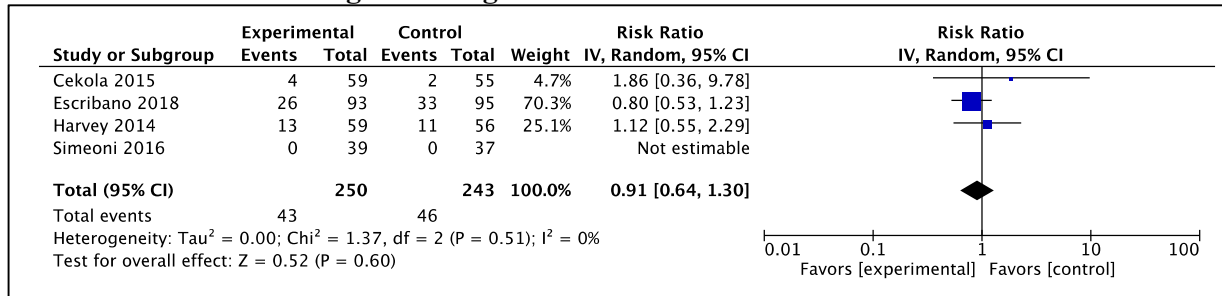 Experimental Control Risk Ratio Risk Ratio
Study or Subgroup Events Total Events Total Weight IV, Random, 95% CI IV, Random, 95% CI
Cekola 2015 4 59 2 55 4.7% 1.86 [0.36, 9.78]
Escribano 2018 26 93 33 95 70.3% 0.80 [0.53, 1.23]
Harvey 2014 13 59 11 56 25.1% 1.12 [0.55, 2.29]
Simeoni 2016 0 39 0 37 Not estimable
Total (95% CI) 250 243 100.0% 0.91 [0.64, 1.30]
Total events 43 46
Heterogeneity: Tau² = 0.00; Chi² = 1.37, df = 2 (P = 0.51); I² = 0%
Test for overall effect: Z = 0.52 (P = 0.60)
0.01 0.1 1 10 100
Favors [experimental] Favors [control]